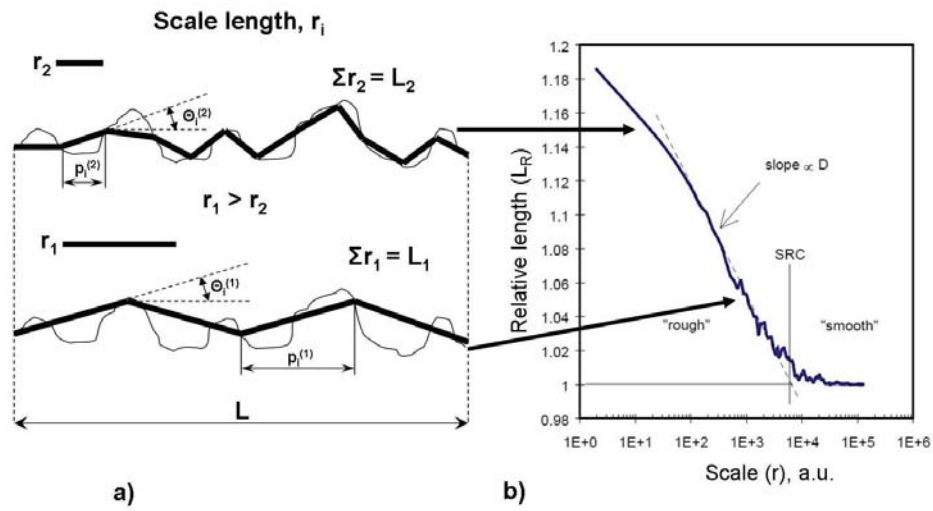 Scale length, rᵢ
r₂
Σr₂ = L₂
Θᵢ⁽²⁾
pᵢ⁽²⁾
r₁ > r₂
r₁
Σr₁ = L₁
Θᵢ⁽¹⁾
pᵢ⁽¹⁾
L
a)
1.2
1.18
1.16
1.14
1.12
1.1
1.08
1.06
1.04
1.02
1
0.98
Relative length (L_R)
slope ∝ D
SRC
"rough"
"smooth"
1E+0 1E+1 1E+2 1E+3 1E+4 1E+5 1E+6
Scale (r), a.u.
b)